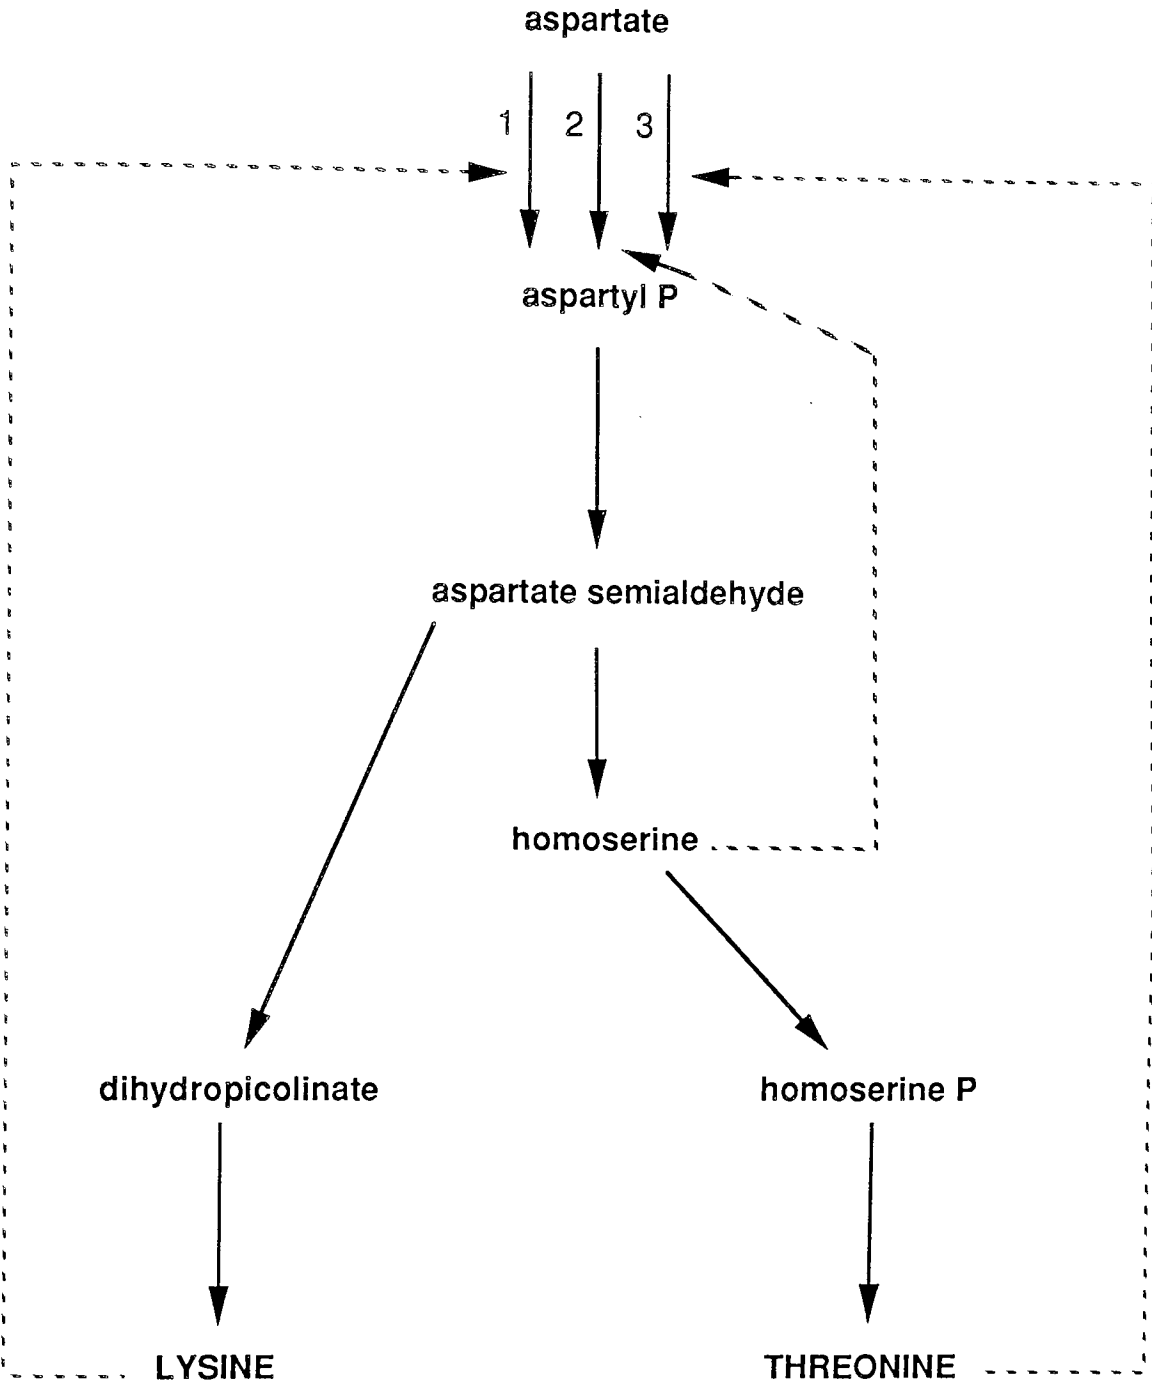 aspartate
1 2 3
aspartyl P
aspartate semialdehyde
homoserine
dihydropicolinate homoserine P
LYSINE THREONINE